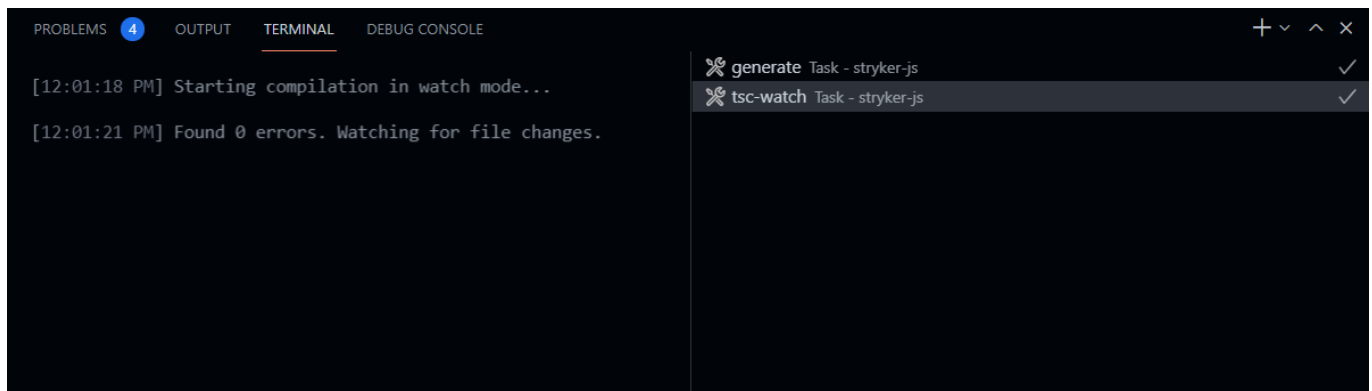 PROBLEMS 4 OUTPUT TERMINAL DEBUG CONSOLE
[12:01:18 PM] Starting compilation in watch mode...
[12:01:21 PM] Found 0 errors. Watching for file changes.
generate Task - stryker-js
tsc-watch Task - stryker-js